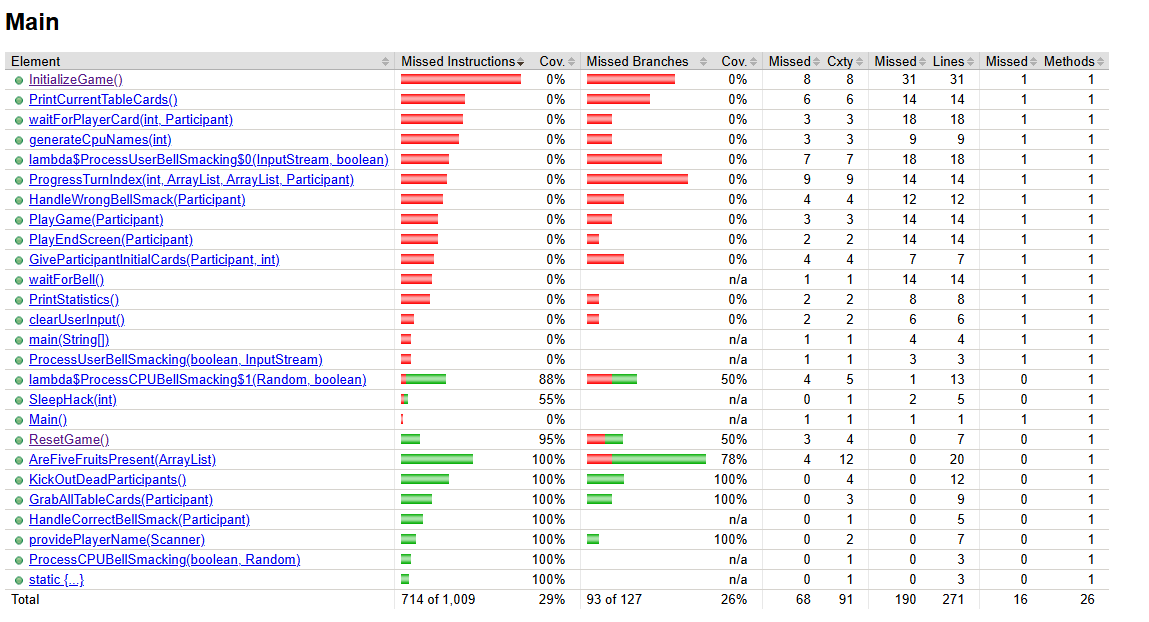 Main
Element Missed Instructions Cov. Missed Branches Cov. Missed Cxty Missed Lines Missed Methods
InitializeGame() 0% 0% 8 8 31 31 1 1
PrintCurrentTableCards() 0% 0% 6 6 14 14 1 1
waitForPlayerCard(int, Participant) 0% 0% 3 3 18 18 1 1
generateCpuNames(int) 0% 0% 3 3 9 9 1 1
lambda$ProcessUserBellSmacking$0(InputStream, boolean) 0% 0% 7 7 18 18 1 1
ProgressTurnIndex(int, ArrayList, ArrayList, Participant) 0% 0% 9 9 14 14 1 1
HandleWrongBellSmack(Participant) 0% 0% 4 4 12 12 1 1
PlayGame(Participant) 0% 0% 3 3 14 14 1 1
PlayEndScreen(Participant) 0% 0% 2 2 14 14 1 1
GiveParticipantInitialCards(Participant, int) 0% 0% 4 4 7 7 1 1
waitForBell() 0% n/a 1 1 14 14 1 1
PrintStatistics() 0% 0% 2 2 8 8 1 1
clearUserInput() 0% 0% 2 2 6 6 1 1
main(String[]) 0% n/a 1 1 4 4 1 1
ProcessUserBellSmacking(boolean, InputStream) 0% n/a 1 1 3 3 1 1
lambda$ProcessCPUBellSmacking$1(Random, boolean) 88% 50% 4 5 1 13 0 1
SleepHack(int) 55% n/a 0 1 2 5 0 1
Main() 0% n/a 1 1 1 1 1 1
ResetGame() 95% 50% 3 4 0 7 0 1
AreFiveFruitsPresent(ArrayList) 100% 78% 4 12 0 20 0 1
KickOutDeadParticipants() 100% 100% 0 4 0 12 0 1
GrabAllTableCards(Participant) 100% 100% 0 3 0 9 0 1
HandleCorrectBellSmack(Participant) 100% n/a 0 1 0 5 0 1
providePlayerName(Scanner) 100% 100% 0 2 0 7 0 1
ProcessCPUBellSmacking(boolean, Random) 100% n/a 0 1 0 3 0 1
static {...} 100% n/a 0 1 0 3 0 1
Total 714 of 1,009 29% 93 of 127 26% 68 91 190 271 16 26